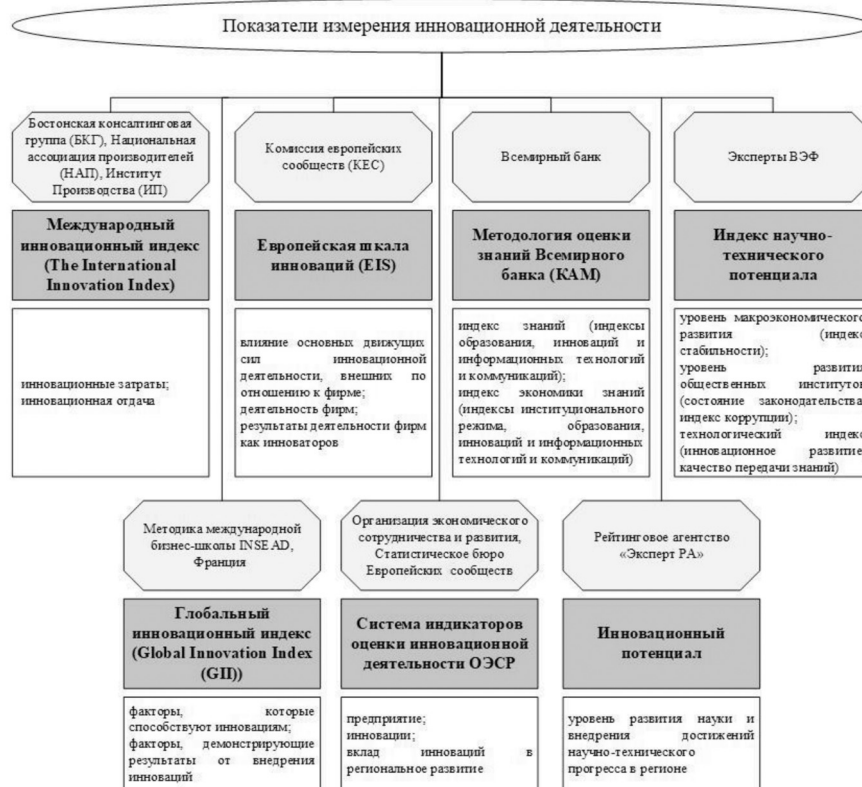 Показатели измерения инновационной деятельности
Бостонская консалтинговая
группа (БКГ), Национальная
ассоциация производителей
(НАП), Институт
Производства (ИП)
Международный
инновационный индекс
(The International
Innovation Index)
инновационные затраты;
инновационная отдача
Комиссия европейских
сообществ (КЕС)
Европейская шкала
инноваций (EIS)
влияние основных движущих
сил инновационной
деятельности, внешних по
отношению к фирме;
деятельность фирм;
результаты деятельности фирм
как инноваторов
Всемирный банк
Методология оценки
знаний Всемирного
банка (КАМ)
индекс знаний (индексы
образования, инноваций и
информационных технологий
и коммуникаций);
индекс экономики знаний
(индексы институционального
режима, образования,
инноваций и информационных
технологий и коммуникаций)
Эксперты ВЭФ
Индекс научно-
технического
потенциала
уровень макроэкономического
развития (индекс
стабильности);
уровень развития
общественных институтов
(состояние законодательства,
индекс коррупции);
технологический индекс
(инновационное развитие,
качество передачи знаний)
Методика международной
бизнес-школы INSEAD,
Франция
Глобальный
инновационный индекс
(Global Innovation Index
(GII))
факторы, которые
способствуют инновациям;
факторы, демонстрирующие
результаты от внедрения
инноваций
Организация экономического
сотрудничества и развития,
Статистическое бюро
Европейских сообществ
Система индикаторов
оценки инновационной
деятельности ОЭСР
предприятие;
инновации;
вклад инноваций в
региональное развитие
Рейтинговое агентство
«Эксперт РА»
Инновационный
потенциал
уровень развития науки и
внедрения достижений
научно-технического
прогресса в регионе